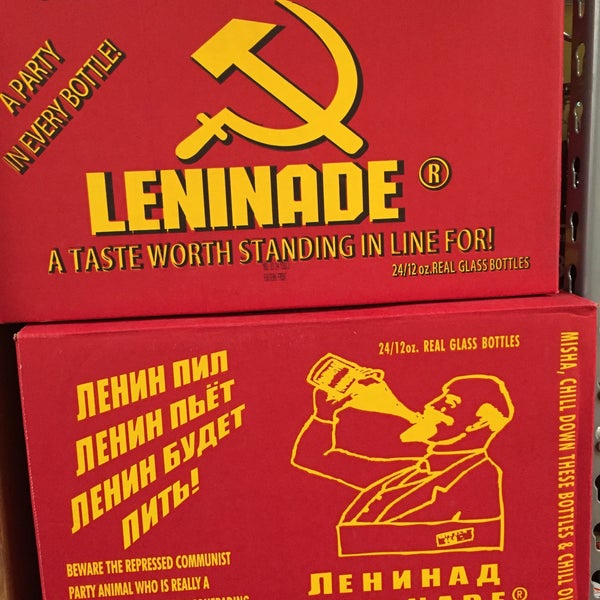 A PARTY
IN EVERY BOTTLE!
LENINADE ®
A TASTE WORTH STANDING IN LINE FOR!
24/12 oz. REAL GLASS BOTTLES
24/12oz. REAL GLASS BOTTLES
ЛЕНИН ПИЛ
ЛЕНИН ПЬЁТ
ЛЕНИН БУДЕТ
ПИТЬ!
MISHA, CHILL DOWN THESE BOTTLES & CHILL
BEWARE THE REPRESSED COMMUNIST
PARTY ANIMAL WHO IS REALLY A
ЛЕНИНАД
®